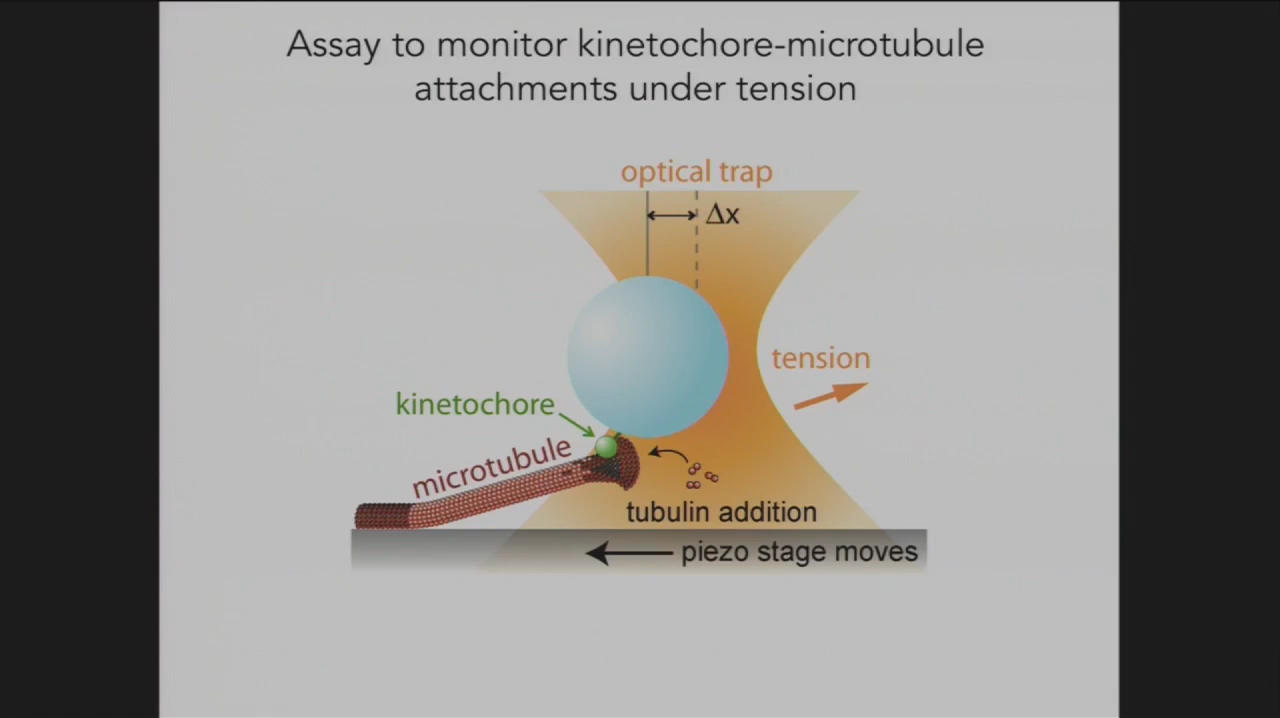 Assay to monitor kinetochore-microtubule
attachments under tension
optical trap
Δx
tension
kinetochore
microtubule
tubulin addition
piezo stage moves